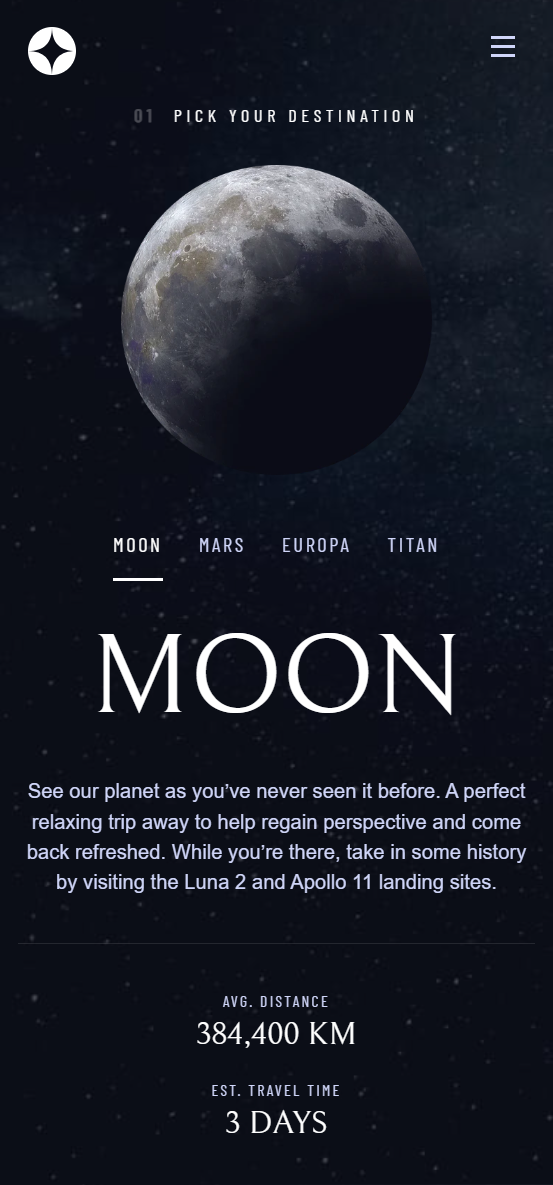 01 PICK YOUR DESTINATION
MOON MARS EUROPA TITAN
MOON
See our planet as you’ve never seen it before. A perfect
relaxing trip away to help regain perspective and come
back refreshed. While you’re there, take in some history
by visiting the Luna 2 and Apollo 11 landing sites.
AVG. DISTANCE
384,400 KM
EST. TRAVEL TIME
3 DAYS